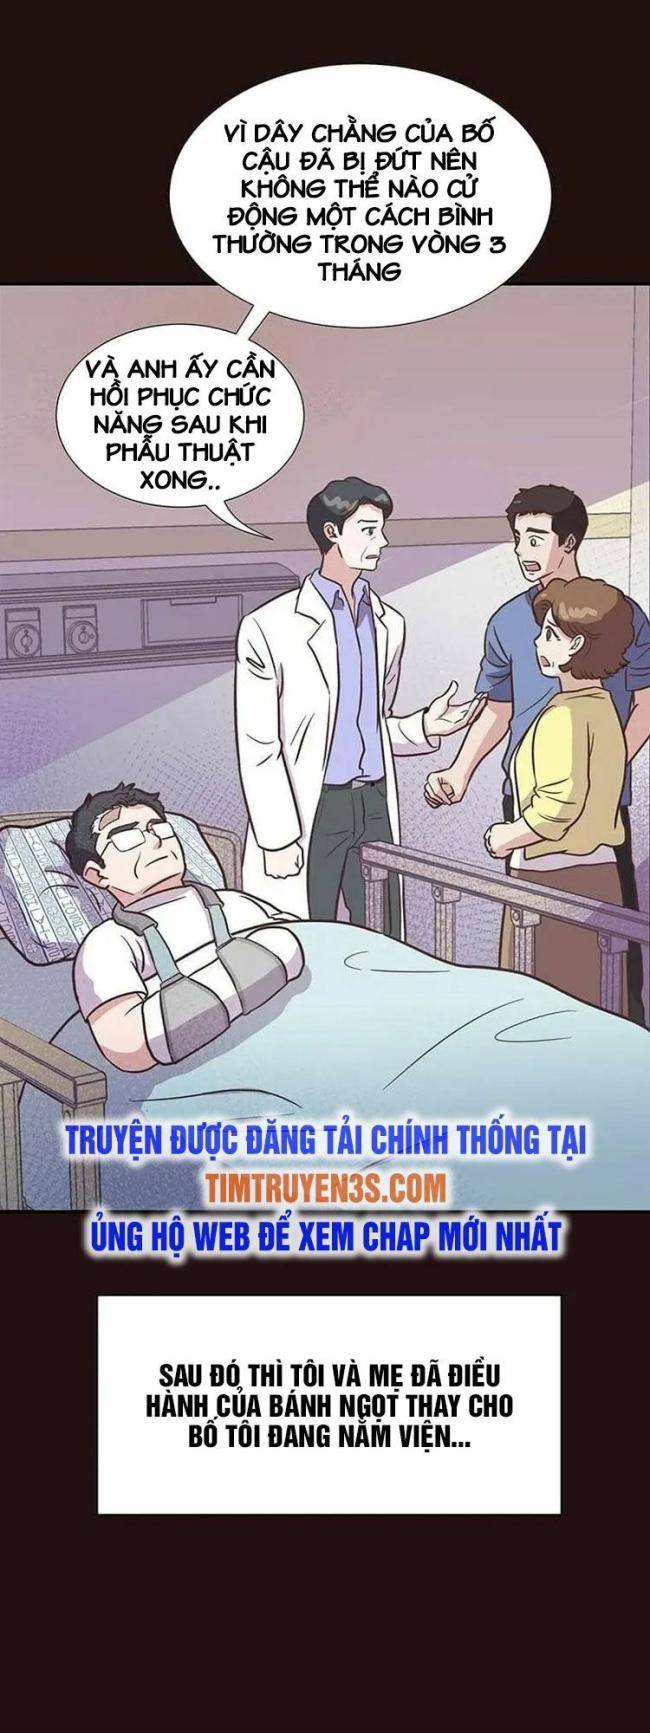 VÌ DÂY CHẰNG CỦA BỐ
CẬU ĐÃ BỊ ĐỨT NÊN
KHÔNG THỂ NÀO CỬ
ĐỘNG MỘT CÁCH BÌNH
THƯỜNG TRONG VÒNG 3
THÁNG
VÀ ANH ẤY CẦN
HỒI PHỤC CHỨC
NĂNG SAU KHI
PHẪU THUẬT
XONG..
TRUYỆN ĐƯỢC ĐĂNG TẢI CHÍNH THỐNG TẠI
TIMTRUYEN3S.COM
ỦNG HỘ WEB ĐỂ XEM CHAP MỚI NHẤT
SAU ĐÓ THÌ TÔI VÀ MẸ ĐÃ ĐIỀU
HÀNH CỦA BÁNH NGỌT THAY CHO
BỐ TÔI ĐANG NẰM VIỆN...